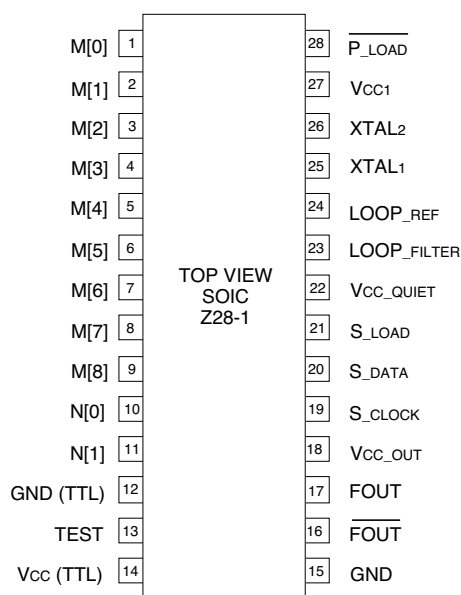 M[0] 1 28 P_LOAD
M[1] 2 27 VCC1
M[2] 3 26 XTAL2
M[3] 4 25 XTAL1
M[4] 5 24 LOOP_REF
M[5] 6 23 LOOP_FILTER
M[6] 7 TOP VIEW 22 VCC_QUIET
SOIC
M[7] 8 Z28-1 21 S_LOAD
M[8] 9 20 S_DATA
N[0] 10 19 S_CLOCK
N[1] 11 18 VCC_OUT
GND (TTL) 12 17 FOUT
TEST 13 16 FOUT
VCC (TTL) 14 15 GND